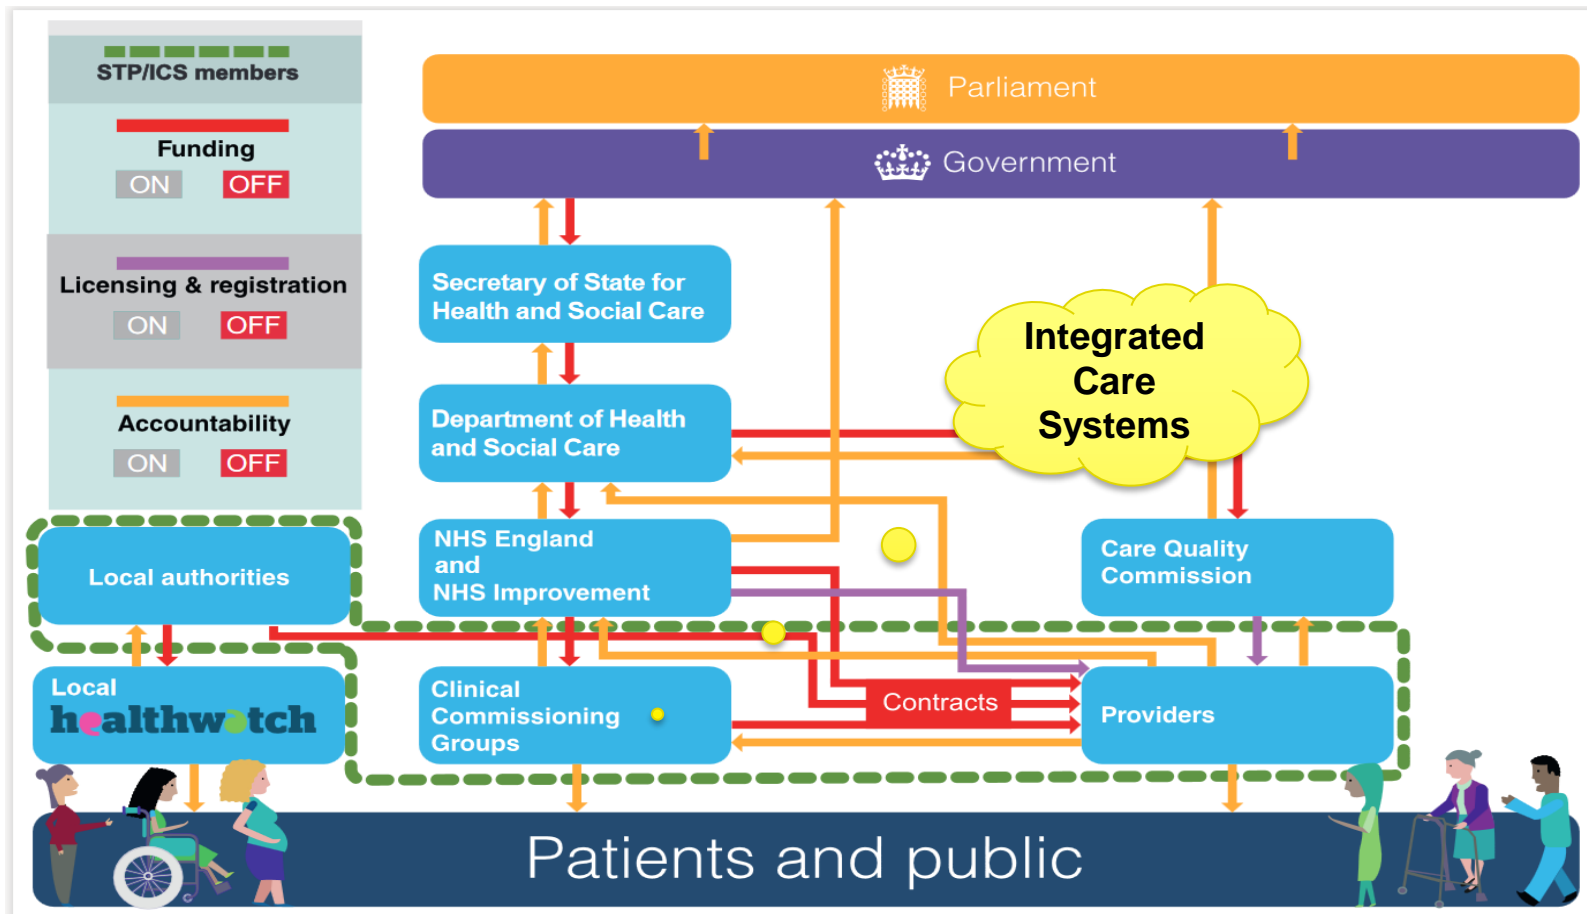 STP/ICS members
Funding
ON OFF
Licensing & registration
ON OFF
Accountability
ON OFF
Parliament
Government
Secretary of State for
Health and Social Care
Integrated
Care
Systems
Department of Health
and Social Care
Local authorities
NHS England
and
NHS Improvement
Care Quality
Commission
Local
healthwatch
Clinical
Commissioning
Groups
Contracts
Providers
Patients and public